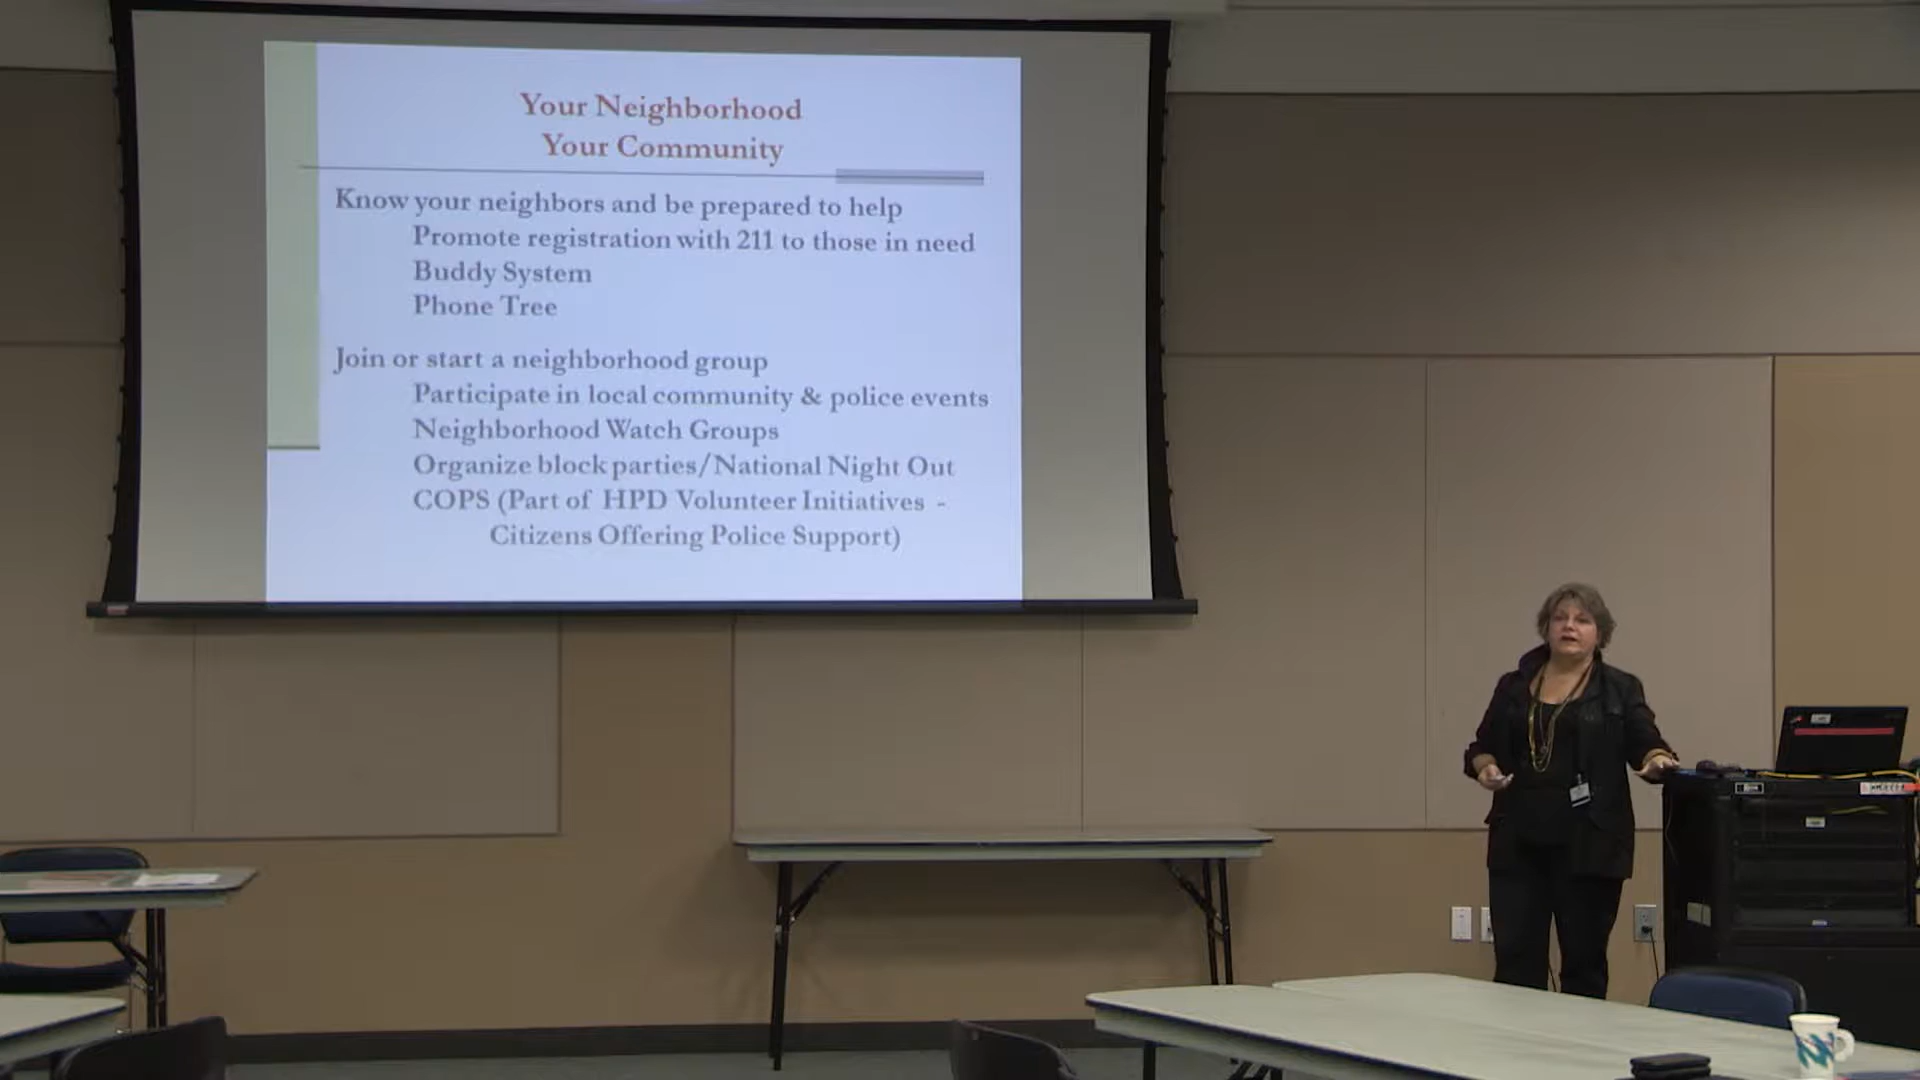 Your Neighborhood
Your Community
Know your neighbors and be prepared to help
Promote registration with 211 to those in need
Buddy System
Phone Tree
Join or start a neighborhood group
Participate in local community & police events
Neighborhood Watch Groups
Organize block parties/National Night Out
COPS (Part of HPD Volunteer Initiatives -
Citizens Offering Police Support)